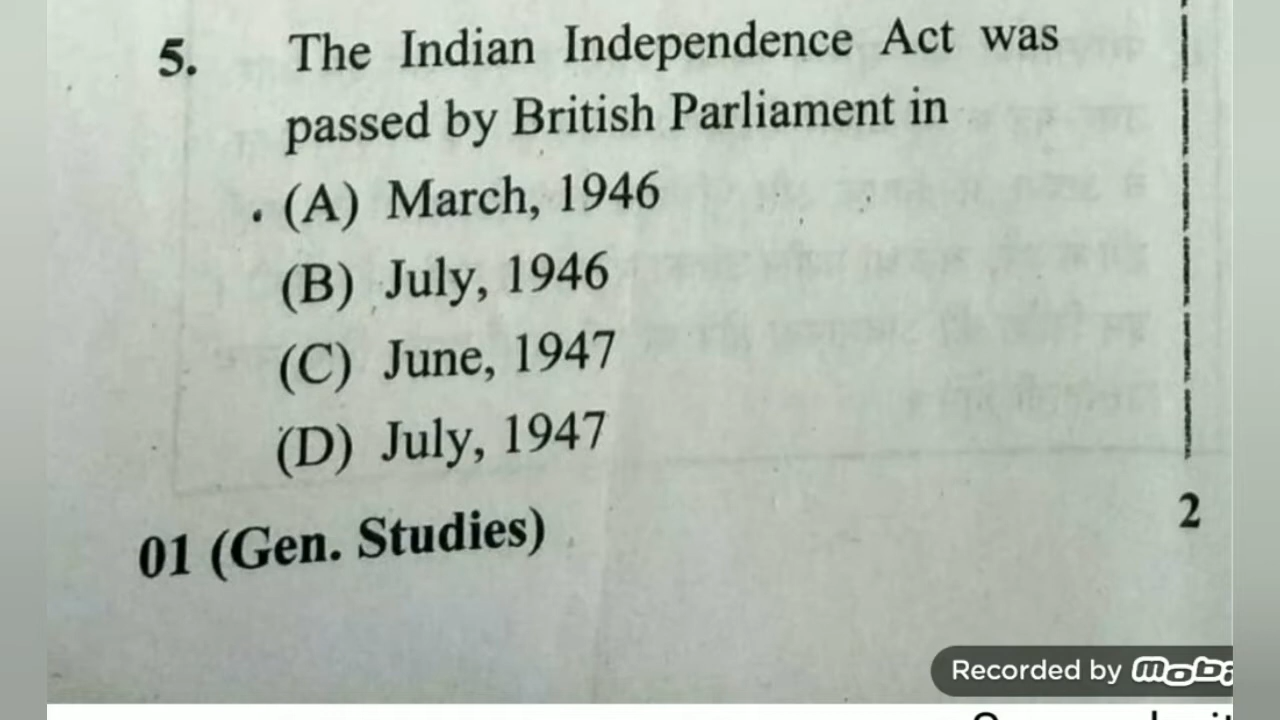 5. The Indian Independence Act was
passed by British Parliament in
(A) March, 1946
(B) July, 1946
(C) June, 1947
(D) July, 1947
01 (Gen. Studies)
2
Recorded by